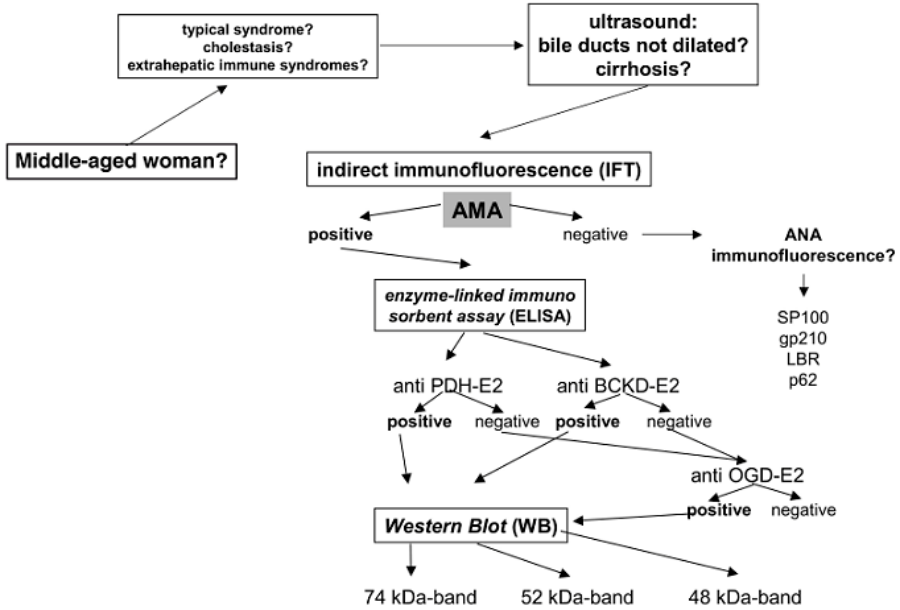 typical syndrome?
cholestasis?
extrahepatic immune syndromes?
ultrasound:
bile ducts not dilated?
cirrhosis?
Middle-aged woman?
indirect immunofluorescence (IFT)
AMA
positive
negative
ANA
immunofluorescence?
SP100
gp210
LBR
p62
enzyme-linked immuno
sorbent assay (ELISA)
anti PDH-E2
anti BCKD-E2
positive
negative
positive
negative
anti OGD-E2
positive
negative
Western Blot (WB)
74 kDa-band
52 kDa-band
48 kDa-band